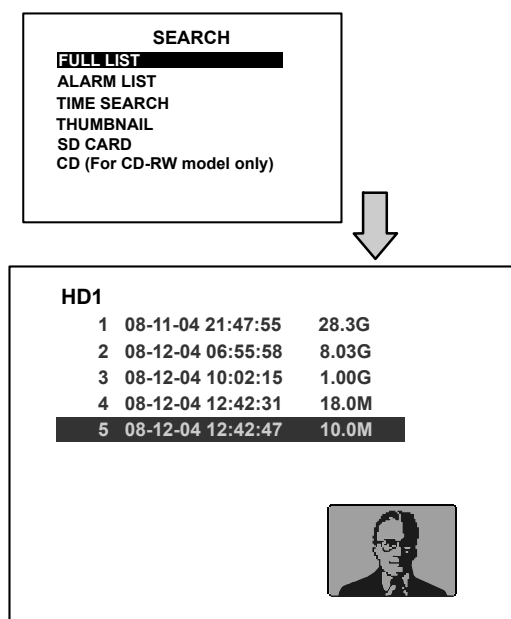 SEARCH
FULL LIST
ALARM LIST
TIME SEARCH
THUMBNAIL
SD CARD
CD (For CD-RW model only)
HD1
1 08-11-04 21:47:55 28.3G
2 08-12-04 06:55:58 8.03G
3 08-12-04 10:02:15 1.00G
4 08-12-04 12:42:31 18.0M
5 08-12-04 12:42:47 10.0M